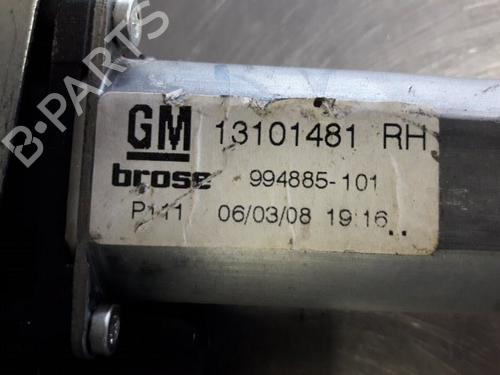 GM 13101481 RH
brose 994885-101
P111 06/03/08 19:16
B-PARTS